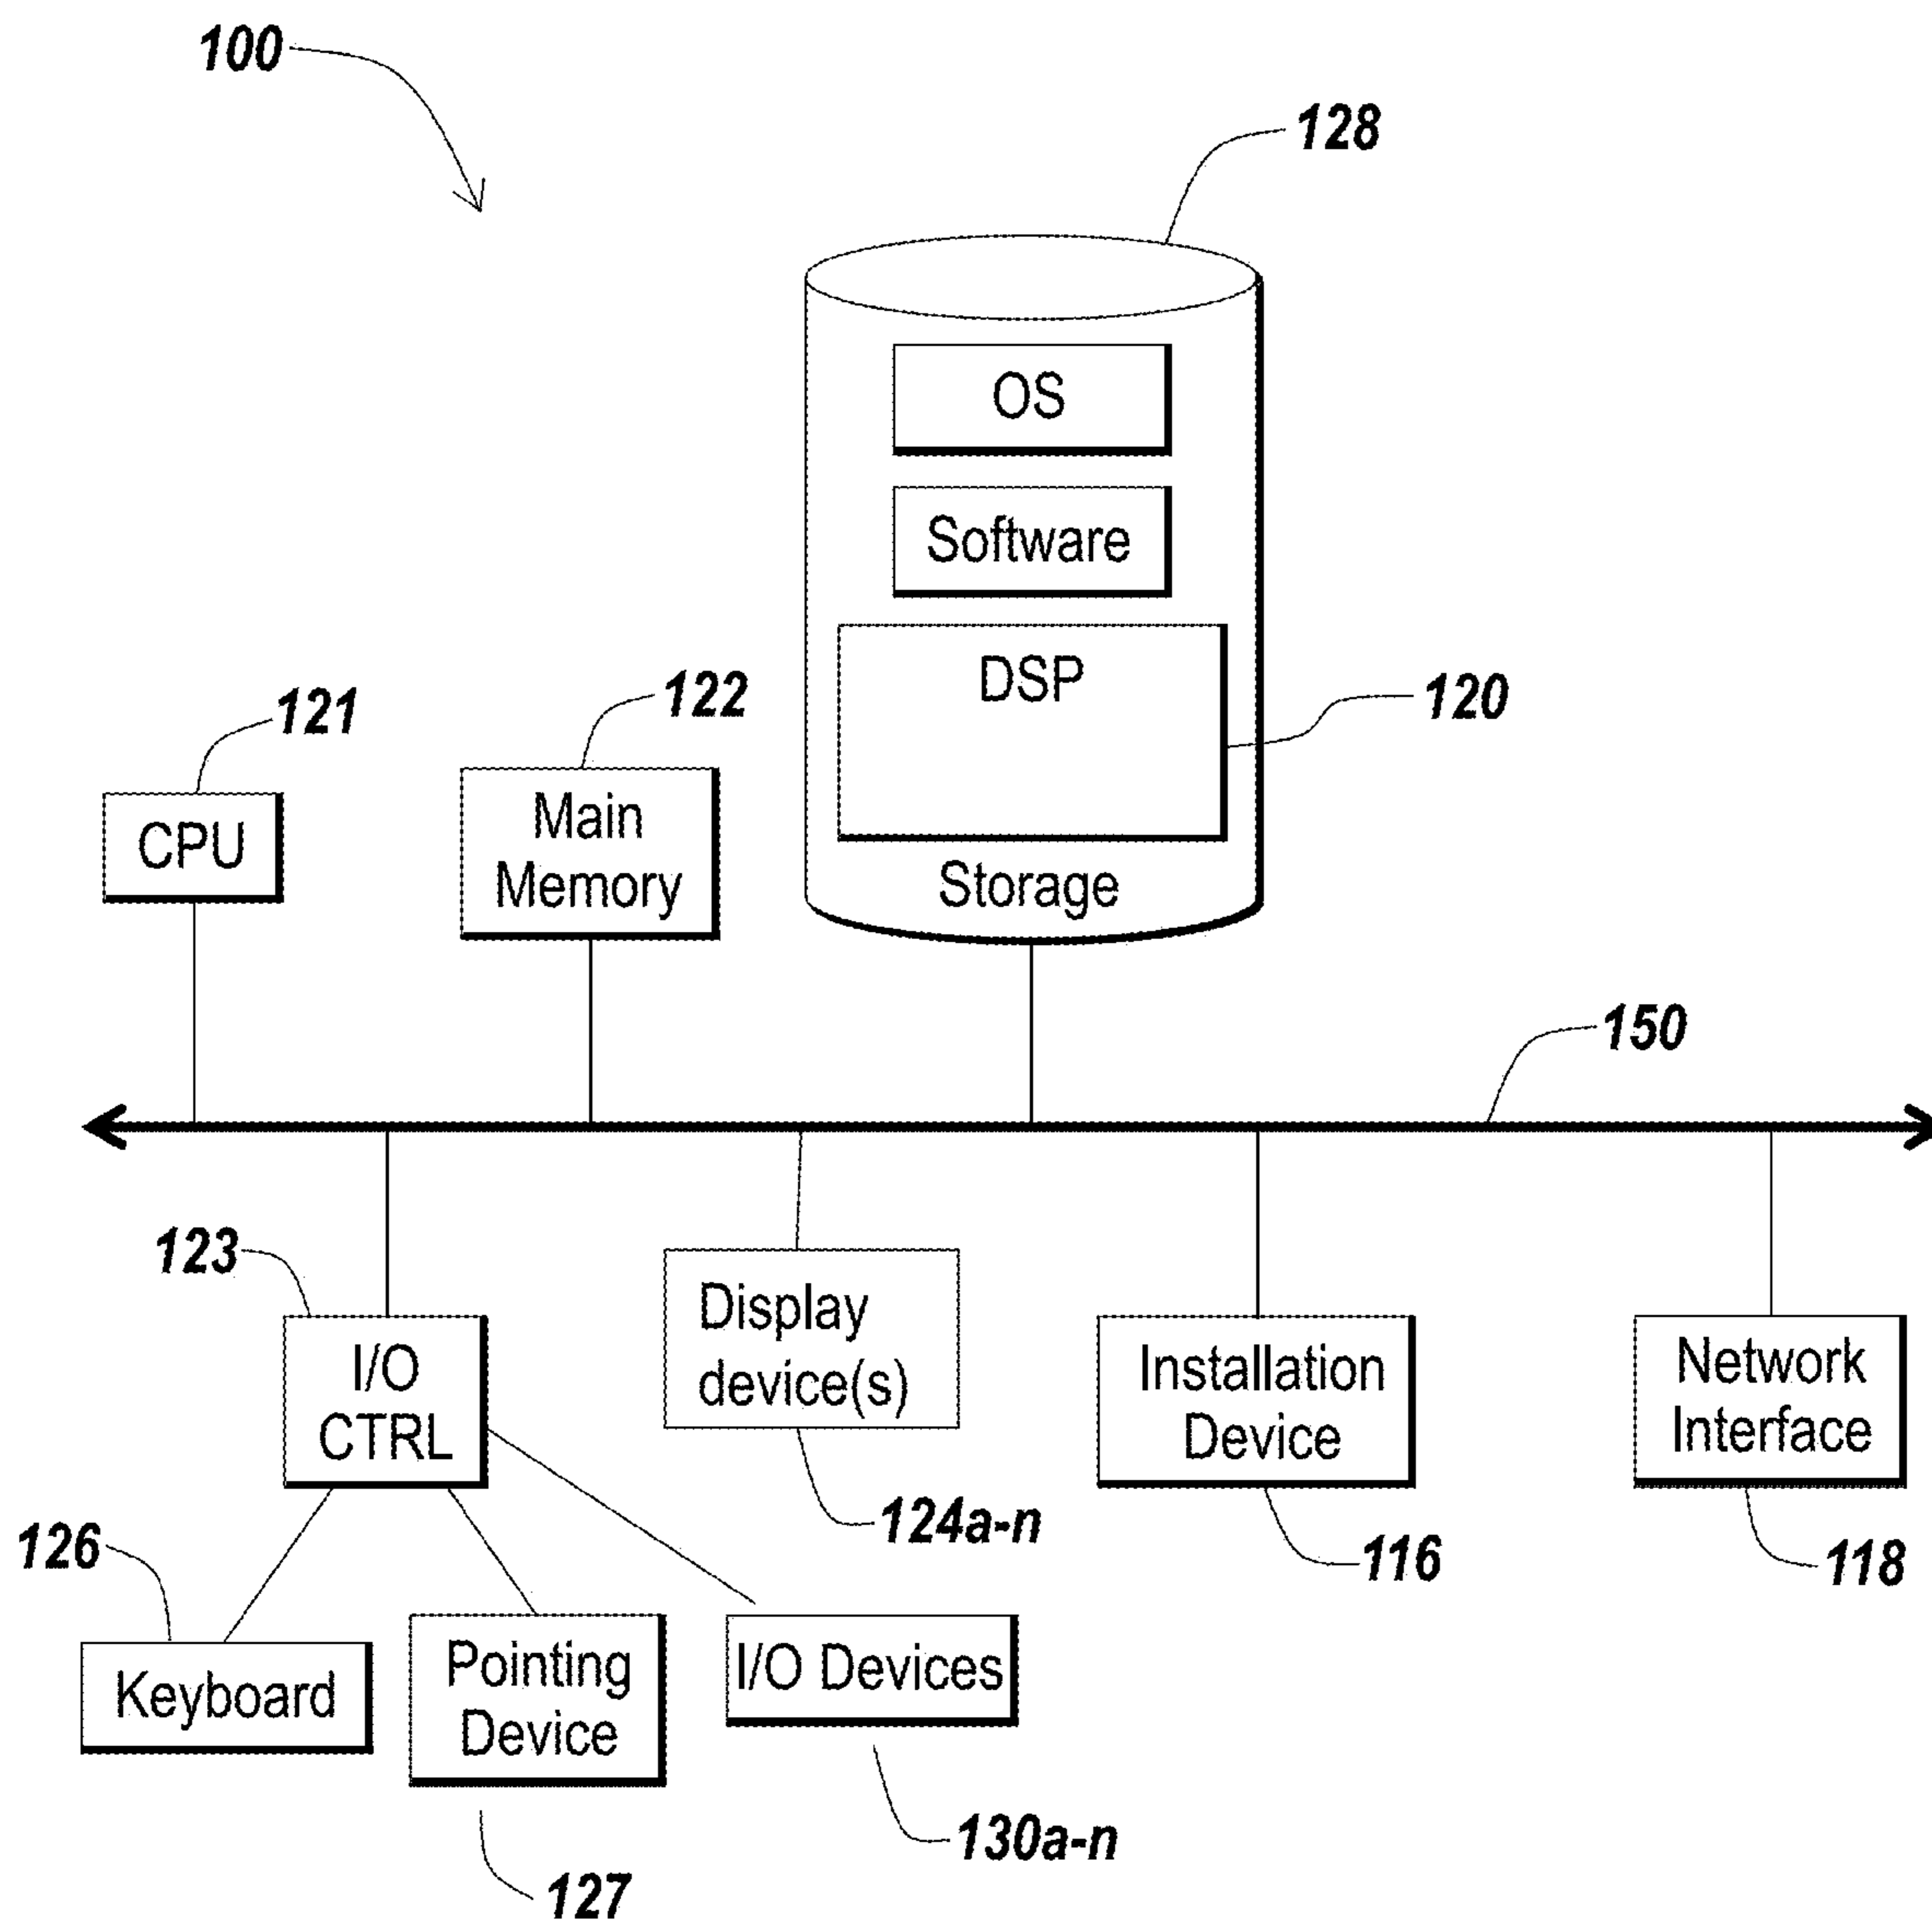 100
128
OS
Software
DSP
120
122
121
CPU
Main
Memory
Storage
150
123
I/O
CTRL
Display
device(s)
Installation
Device
Network
Interface
124a-n
116
118
126
Keyboard
Pointing
Device
I/O Devices
130a-n
127